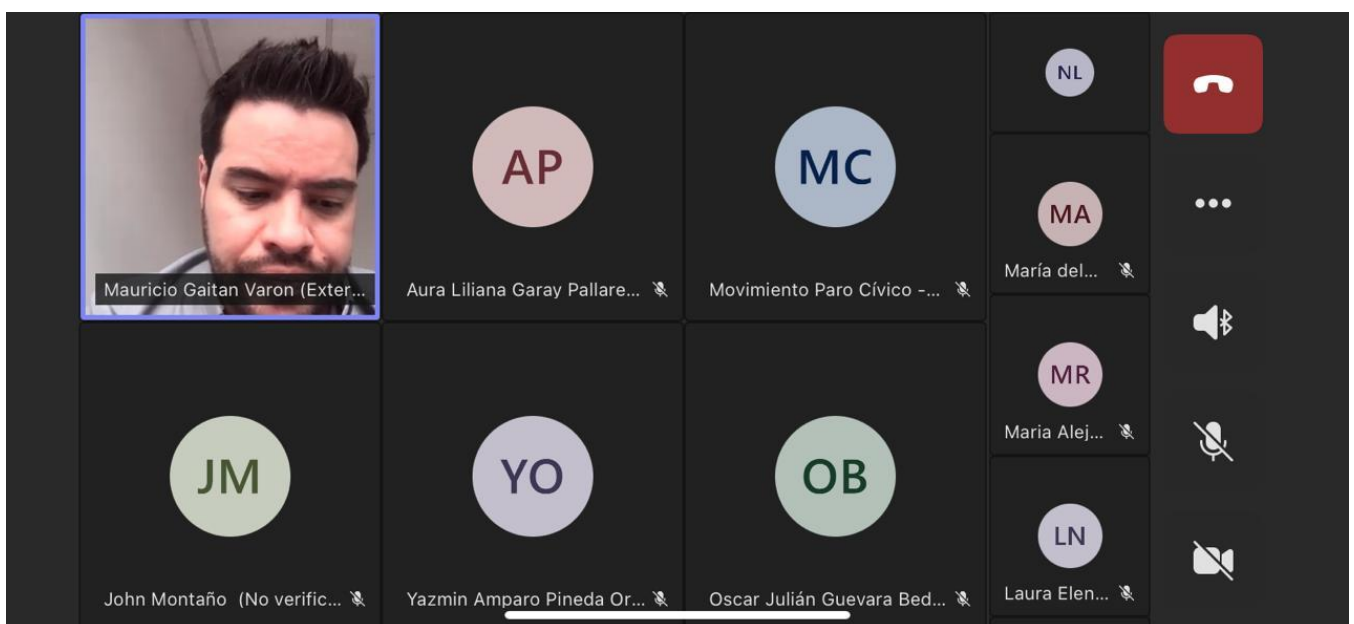 AP
MC
Mauricio Gaitan Varon (Exter...
Aura Liliana Garay Pallare...
Movimiento Paro Cívico -...
JM
YO
OB
John Montaño (No verific...
Yazmin Amparo Pineda Or...
Oscar Julián Guevara Bed...
NL
MA
María del...
MR
Maria Alej...
LN
Laura Elen...